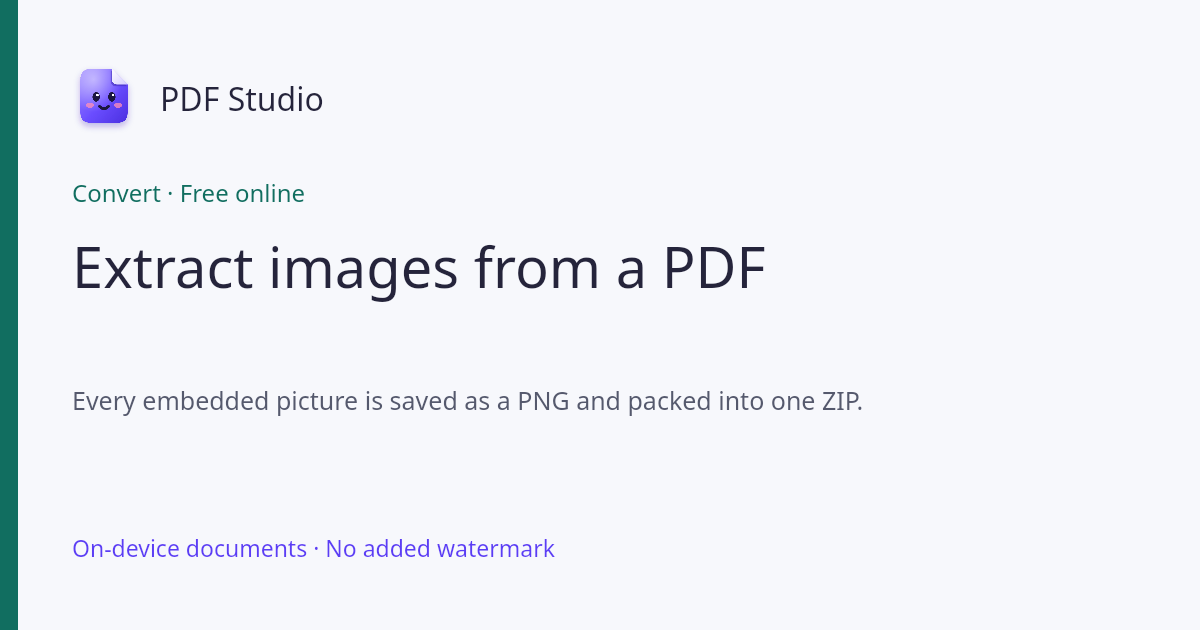 PDF Studio
Convert · Free online
Extract images from a PDF
Every embedded picture is saved as a PNG and packed into one ZIP.
On-device documents · No added watermark